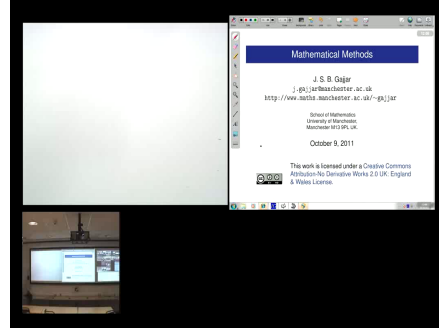 Mathematical Methods
J. S. B. Gajjar
j.gajjar@manchester.ac.uk
http://www.maths.manchester.ac.uk/~gajjar
School of Mathematics
University of Manchester,
Manchester M13 9PL UK.
October 9, 2011
This work is licensed under a Creative Commons
Attribution-No Derivative Works 2.0 UK: England
& Wales License.